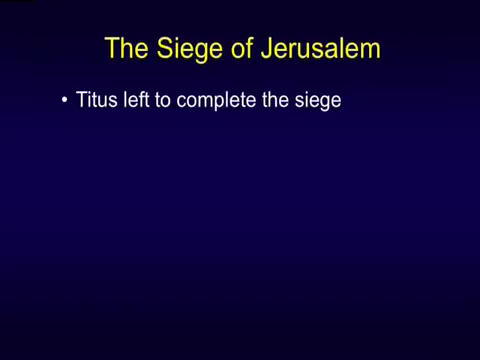 The Siege of Jerusalem
• Titus left to complete the siege